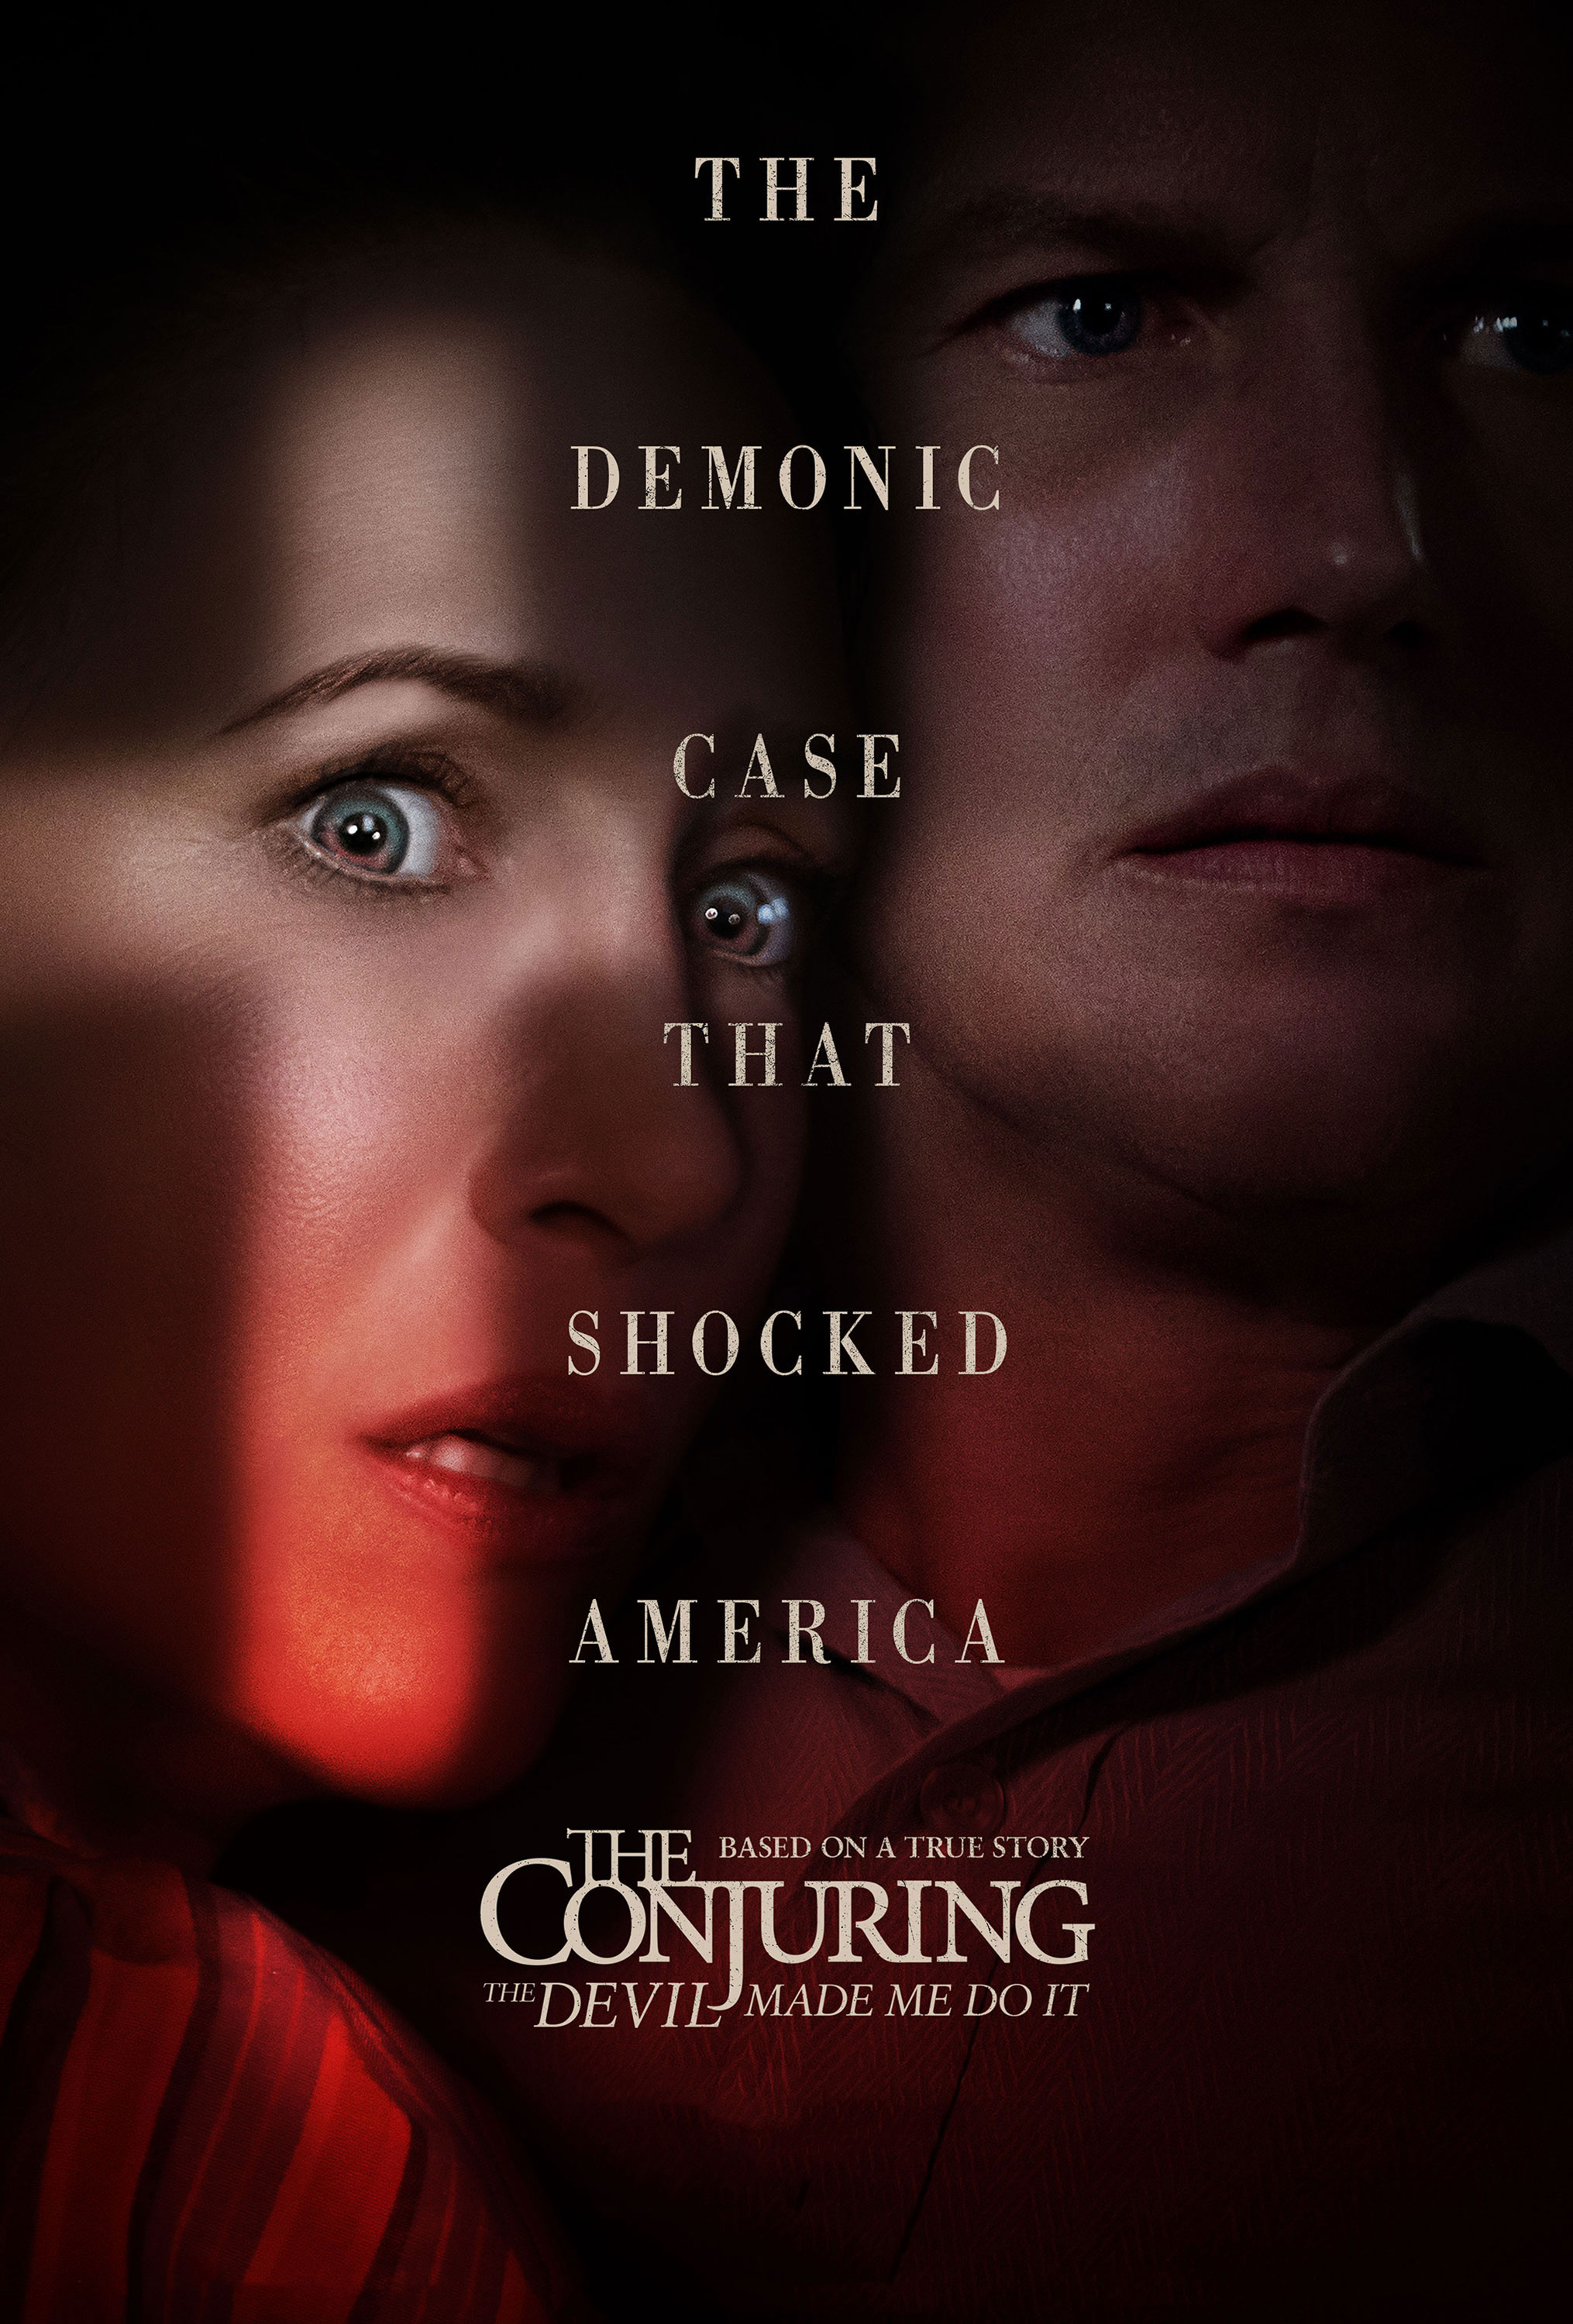 THE
DEMONIC
CASE
THAT
SHOCKED
AMERICA
THE
BASED ON A TRUE STORY
CONJURING
THE DEVIL MADE ME DO IT